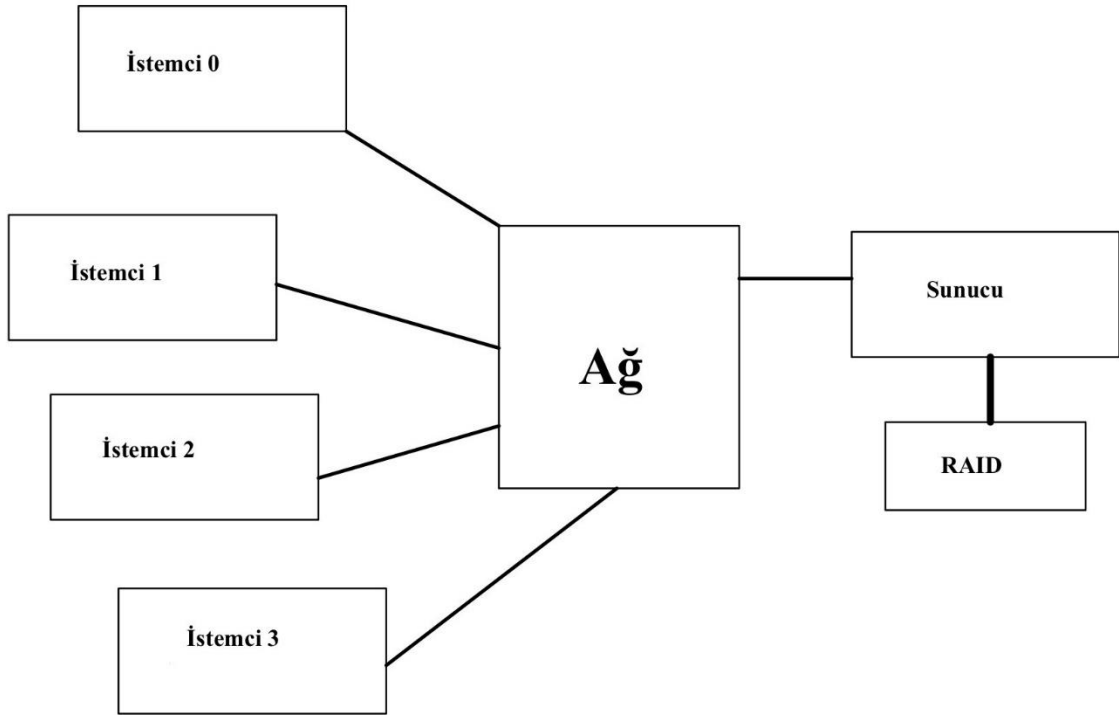 İstemci 0
İstemci 1
Sunucu
Ağ
İstemci 2
RAID
İstemci 3